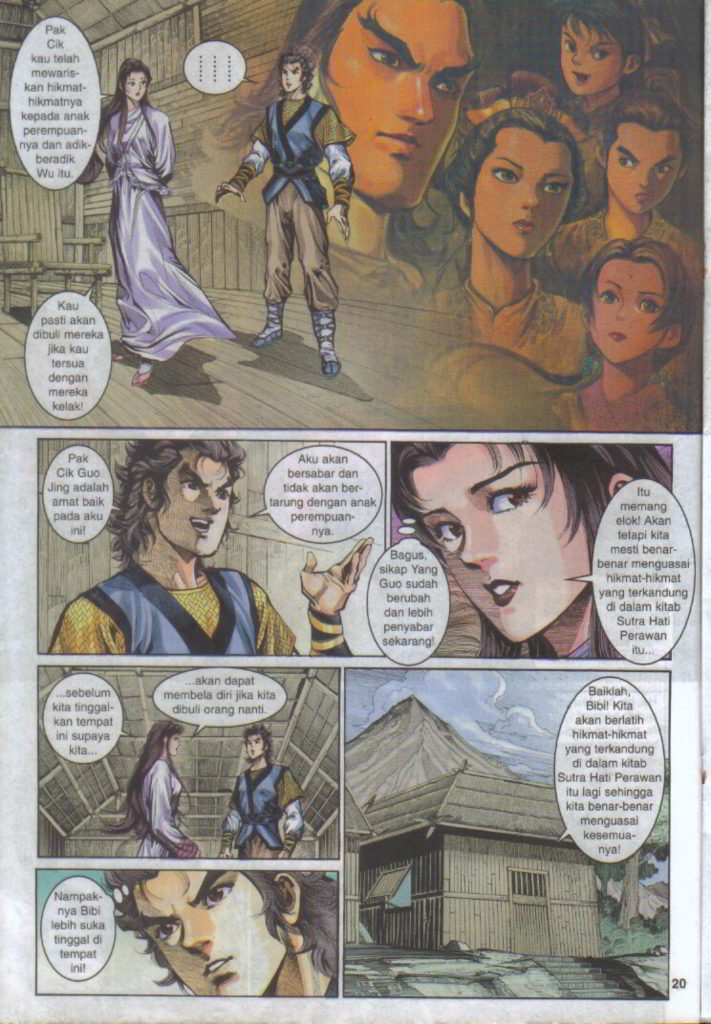 Pak
Cik
kau telah
mewaris-
kan hikmat-
hikmatnya
kepada anak
perempuan-
nya dan adik-
beradik
Wu itu.
Kau
pasti akan
dibuli mereka
jika kau
tersua
dengan
mereka
kelak!
Pak
Cik Guo
Jing adalah
amat baik
pada aku
ini!
Aku akan
bersabar dan
tidak akan ber-
tarung dengan anak
perempuan-
nya.
Bagus,
sikap Yang
Guo sudah
berubah
dan lebih
penyabar
sekarang!
Itu
memang
elok! Akan
tetapi kita
mesti benar-
benar menguasai
hikmat-hikmat
yang terkandung
di dalam kitab
Sutra Hati
Perawan
itu...
...sebelum
kita tinggal-
kan tempat
ini supaya
kita...
...akan dapat
membela diri jika kita
dibuli orang nanti.
Baiklah,
Bibi! Kita
akan berlatih
hikmat-hikmat
yang terkandung
di dalam kitab
Sutra Hati Perawan
itu lagi sehingga
kita benar-benar
menguasai
kesemua-
nya!
Nampak-
nya Bibi
lebih suka
tinggal di
tempat
ini!
20